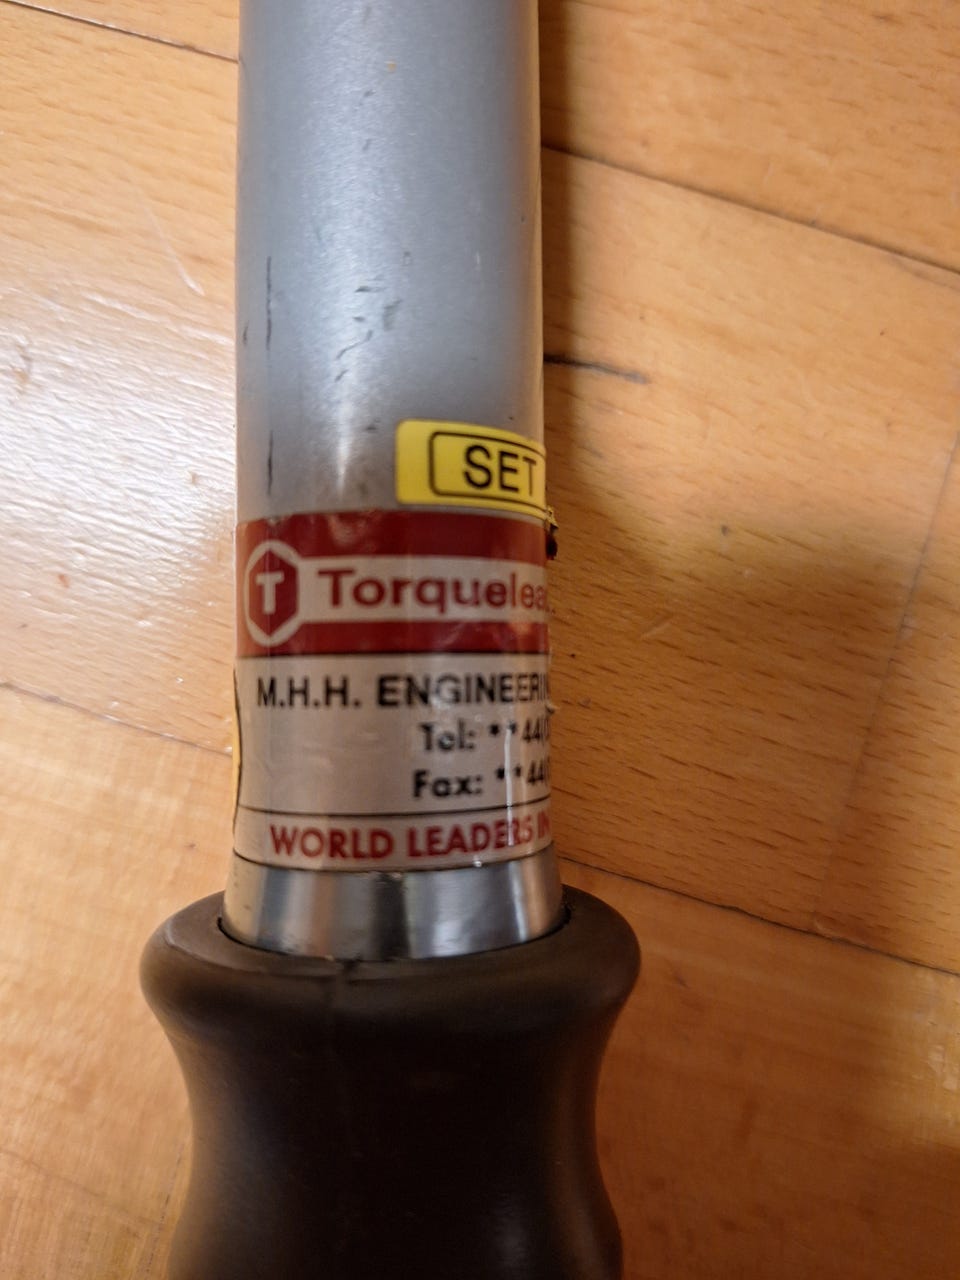 SET
T Torquelea
M.H.H. ENGINEERIN
Tel: **44/
Fax: **44
WORLD LEADERS IN